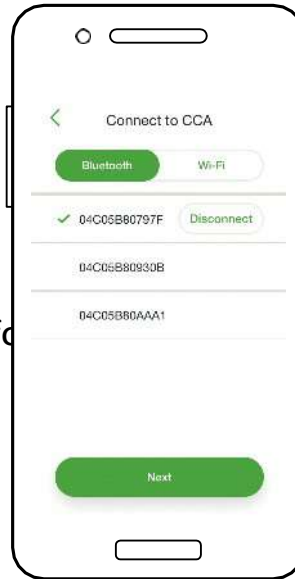 Connect to CCA
Bluetooth Wi-Fi
04C05B80797F Disconnect
04C05B80930B
04C05B80AAA1
Next